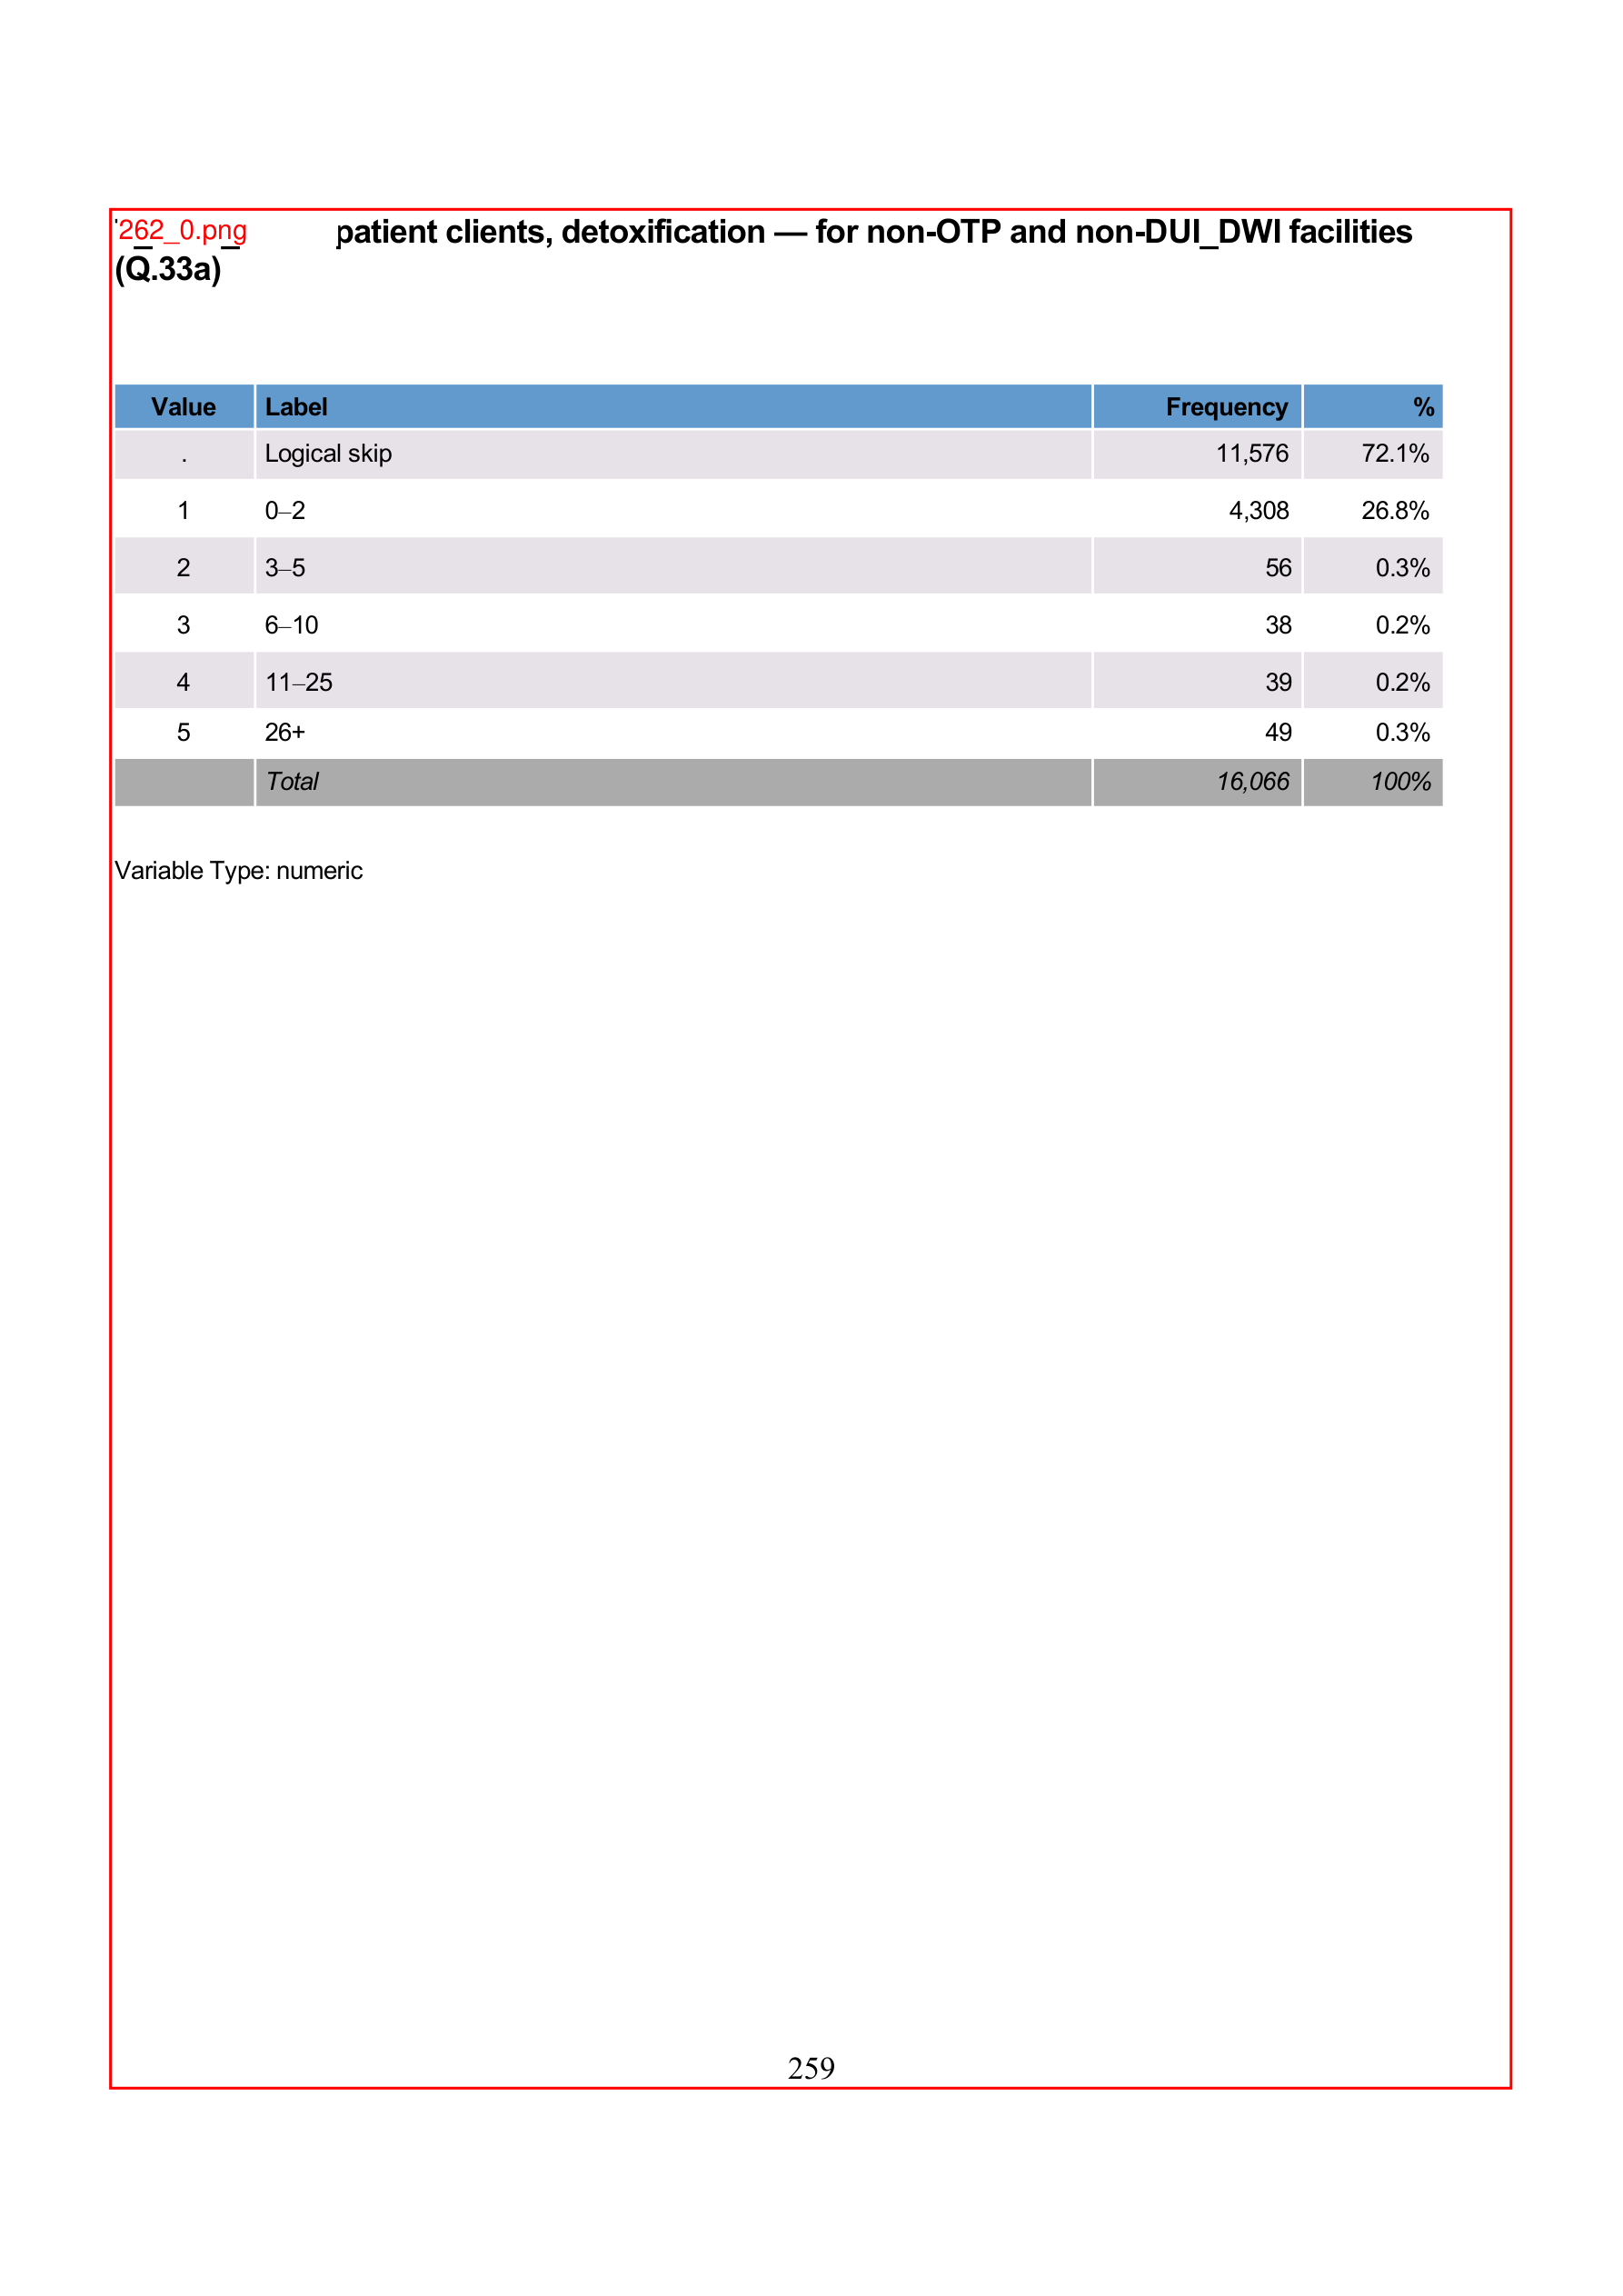 262_0.png patient clients, detoxification — for non-OTP and non-DUI_DWI facilities
(Q.33a)
Value Label Frequency %
. Logical skip 11,576 72.1%
1 0–2 4,308 26.8%
2 3–5 56 0.3%
3 6–10 38 0.2%
4 11–25 39 0.2%
5 26+ 49 0.3%
Total 16,066 100%
Variable Type: numeric
259